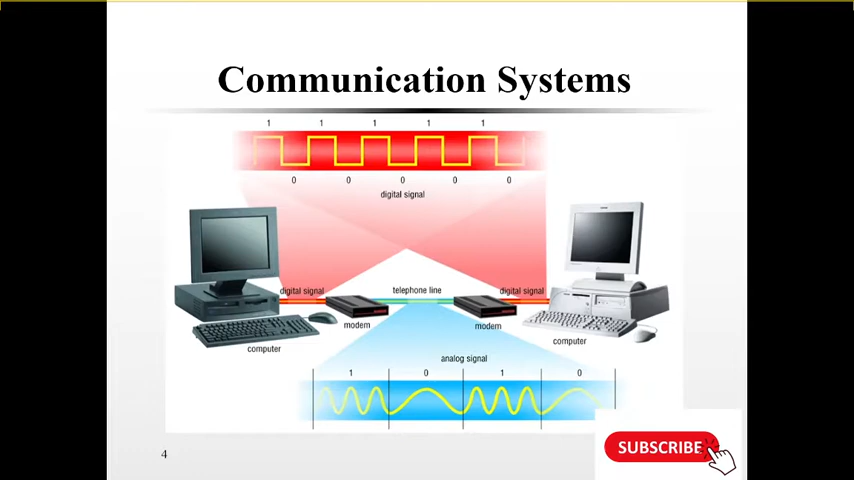 Communication Systems
1 1 1 1 1
0 0 0 0 0
digital signal
digital signal
telephone line
digital signal
modem
modem
computer
computer
analog signal
1 0 1 0
4
SUBSCRIBE